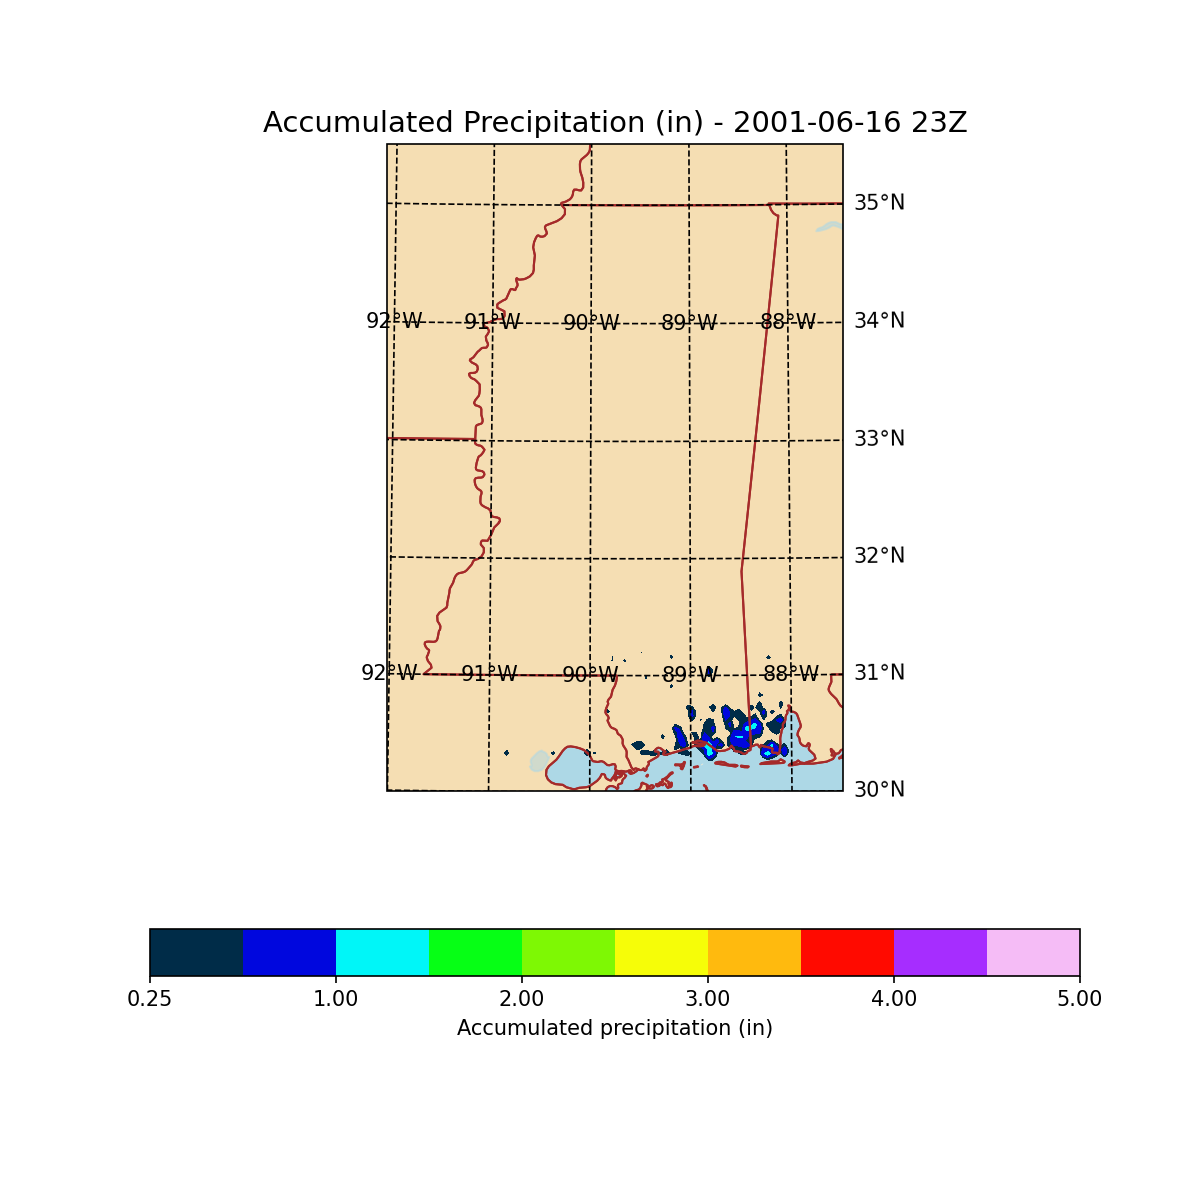 Accumulated Precipitation (in) - 2001-06-16 23Z
35°N
92°W 91°W 90°W 89°W 88°W 34°N
33°N
32°N
92°W 91°W 90°W 89°W 88°W 31°N
30°N
0.25 1.00 2.00 3.00 4.00 5.00
Accumulated precipitation (in)